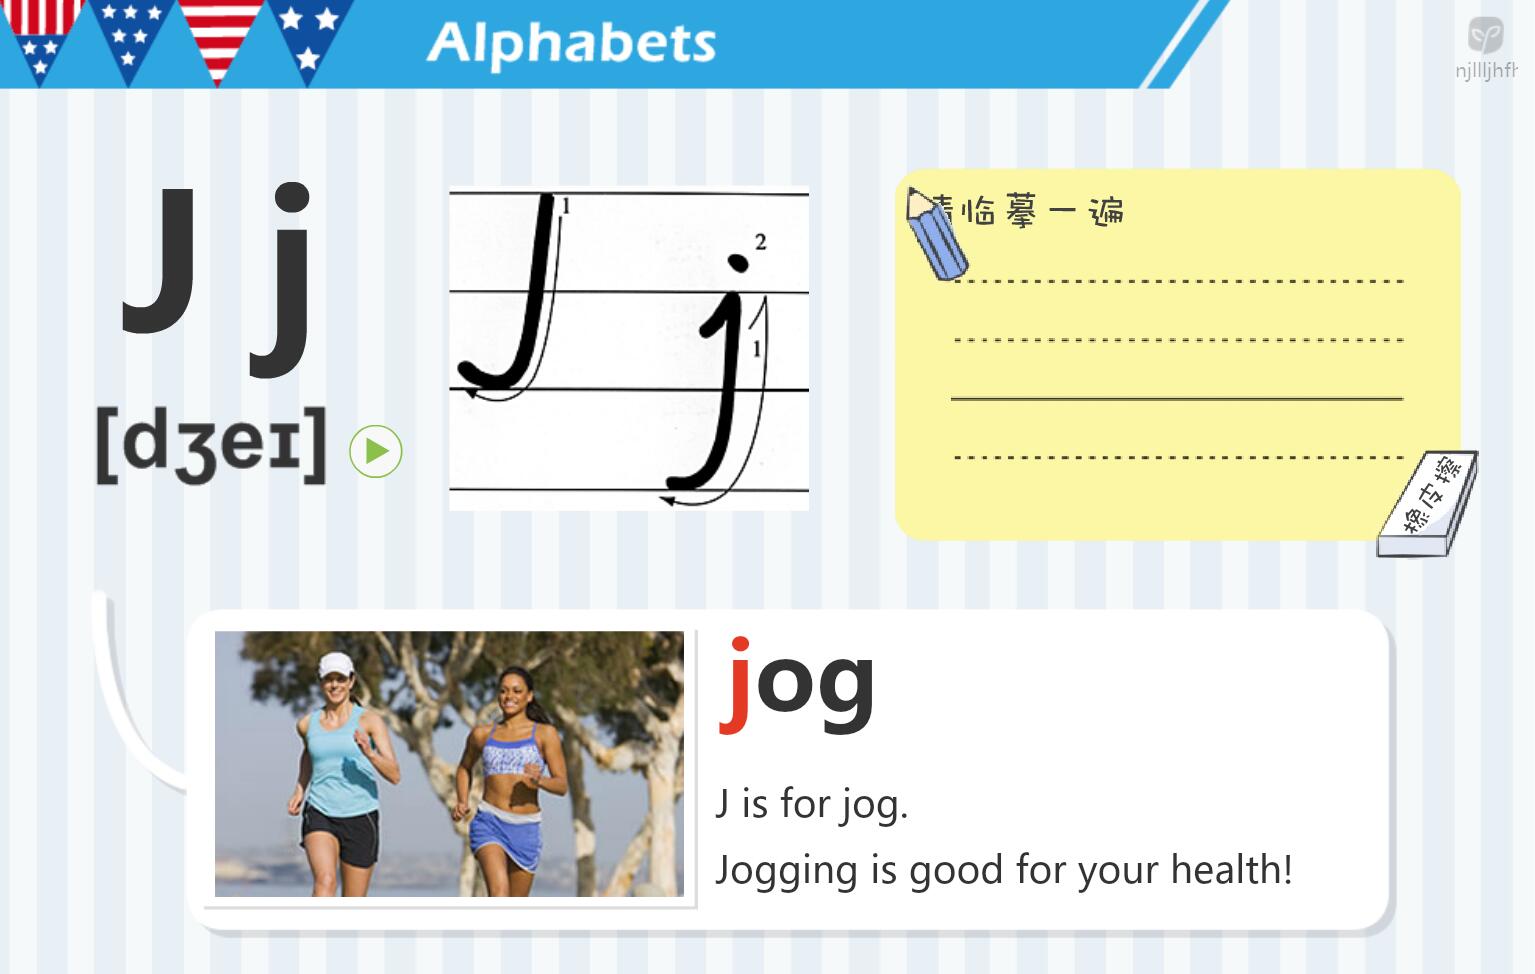 Alphabets
njllljhfh
J j
[dʒeɪ]
1
2
1
请临摹一遍
橡皮擦
jog
J is for jog.
Jogging is good for your health!